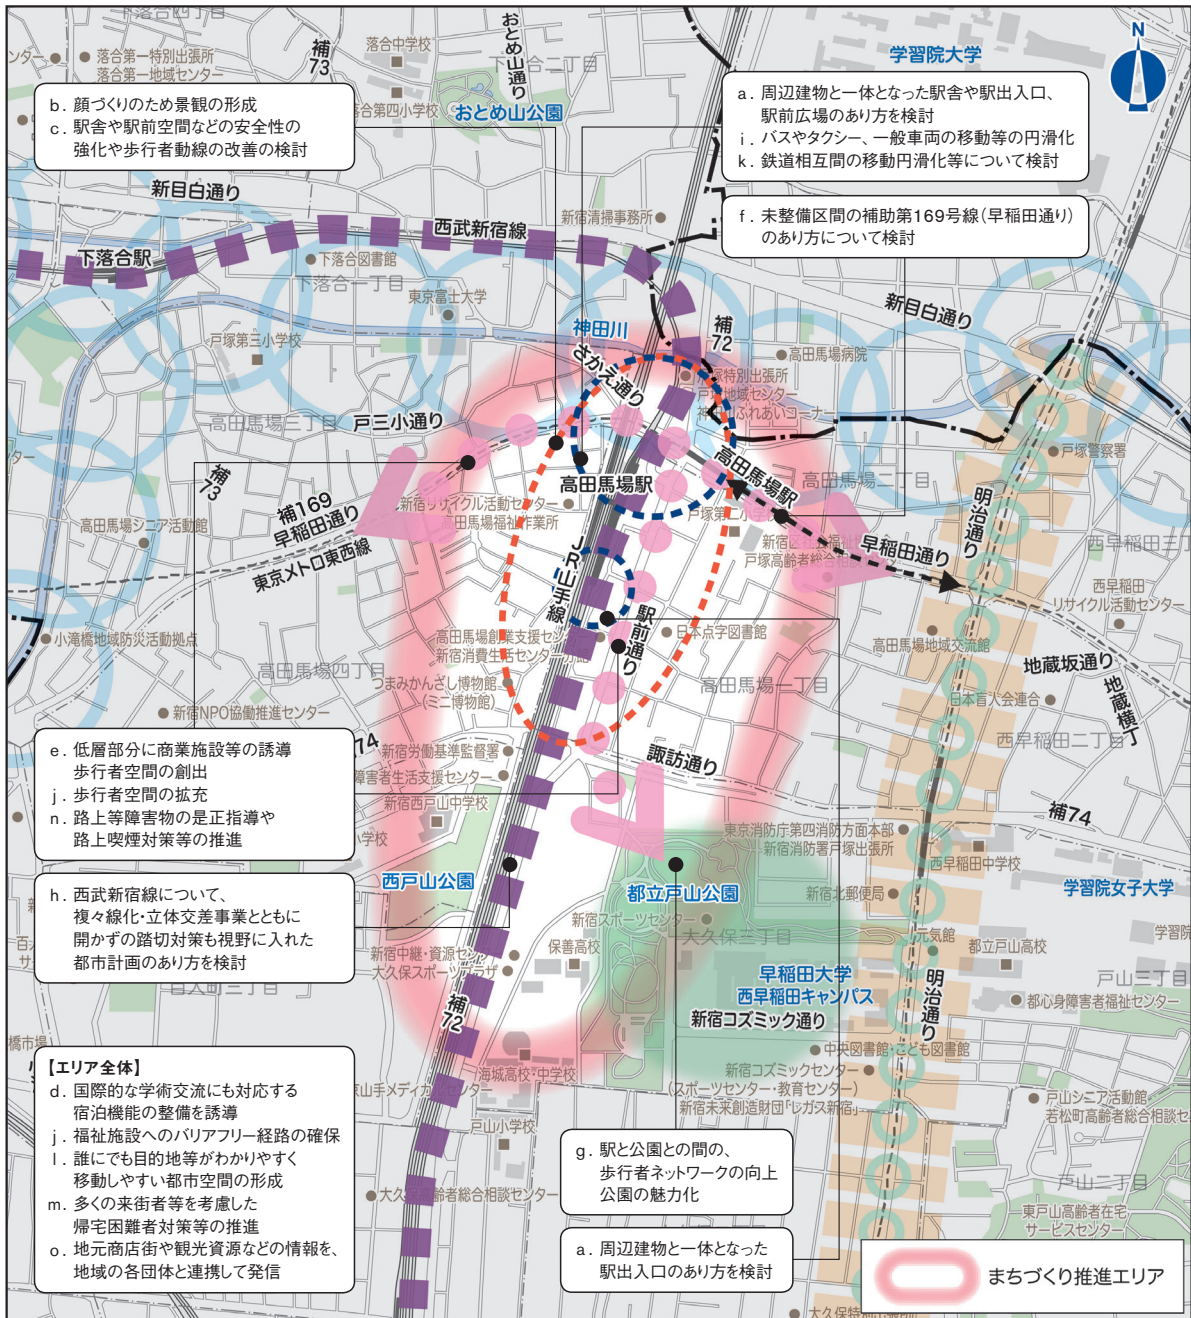 下落合四丁目
おとめ山通り
落合中学校
学習院大学
N
落合第一特別出張所
落合第一地域センター
補73
下落合二丁目
落合第四小学校
おとめ山公園
b. 顔づくりのため景観の形成
c. 駅舎や駅前空間などの安全性の
強化や歩行者動線の改善の検討
a. 周辺建物と一体となった駅舎や駅出入口、
駅前広場のあり方を検討
i. バスやタクシー、一般車両の移動等の円滑化
k. 鉄道相互間の移動円滑化等について検討
f. 未整備区間の補助第169号線(早稲田通り)
のあり方について検討
新目白通り
西武新宿線
新宿清掃事務所
下落合駅
下落合図書館
下落合一丁目
東京富士大学
新目白通り
神田川
補72
戸塚第三小学校
さかえ通り
高田馬場病院
戸塚特別出張所
戸塚地域センター
神田川ふれあいコーナー
高田馬場三丁目
戸三小通り
戸塚警察署
補73
高田馬場駅
高田馬場駅
高田馬場二丁目
明治通り
新宿リサイクル活動センター
高田馬場福祉作業所
戸塚第二小学校
補169
早稲田通り
高田馬場シニア活動館
東京メトロ東西線
早稲田通り
戸塚高齢者総合相談センター
西早稲田三丁目
JR山手線
西早稲田
リサイクル活動センター
小滝橋地域防災活動拠点
高田馬場創業支援センター
新宿消費生活センター分館
駅前通り
日本点字図書館
高田馬場地域交流館
地蔵坂通り
高田馬場四丁目
つまみかんざし博物館
(ミニ博物館)
高田馬場一丁目
日本盲人会連合
地蔵横丁
新宿NPO協働推進センター
補74
西早稲田二丁目
新宿労働基準監督署
諏訪通り
e. 低層部分に商業施設等の誘導
歩行者空間の創出
j. 歩行者空間の拡充
n. 路上等障害物の是正指導や
路上喫煙対策等の推進
障害者生活支援センター
新宿西戸山中学校
補74
東京消防庁第四消防方面本部
新宿消防署戸塚出張所
西早稲田中学校
西戸山公園
都立戸山公園
新宿北郵便局
学習院女子大学
h. 西武新宿線について、
複々線化・立体交差事業とともに
開かずの踏切対策も視野に入れた
都市計画のあり方を検討
新宿スポーツセンター
大久保三丁目
元気館
保善高校
都立戸山高校
新宿中継・資源センター
大久保スポーツプラザ
早稲田大学
西早稲田キャンパス
戸山三丁目
百人町三丁目
新宿コズミック通り
明治通り
都心身障害者福祉センター
補72
中央図書館・こども図書館
海城高校・中学校
新宿コズミックセンター
(スポーツセンター・教育センター)
新宿未来創造財団「レガス新宿」
戸山シニア活動館
【エリア全体】
d. 国際的な学術交流にも対応する
宿泊機能の整備を誘導
j. 福祉施設へのバリアフリー経路の確保
l. 誰にでも目的地等がわかりやすく
移動しやすい都市空間の形成
m. 多くの来街者等を考慮した
帰宅困難者対策等の推進
o. 地元商店街や観光資源などの情報を、
地域の各団体と連携して発信
戸山小学校
大久保高齢者総合相談センター
g. 駅と公園との間の、
歩行者ネットワークの向上
公園の魅力化
戸山二丁目
東戸山高齢者在宅
サービスセンター
a. 周辺建物と一体となった
駅出入口のあり方を検討
まちづくり推進エリア